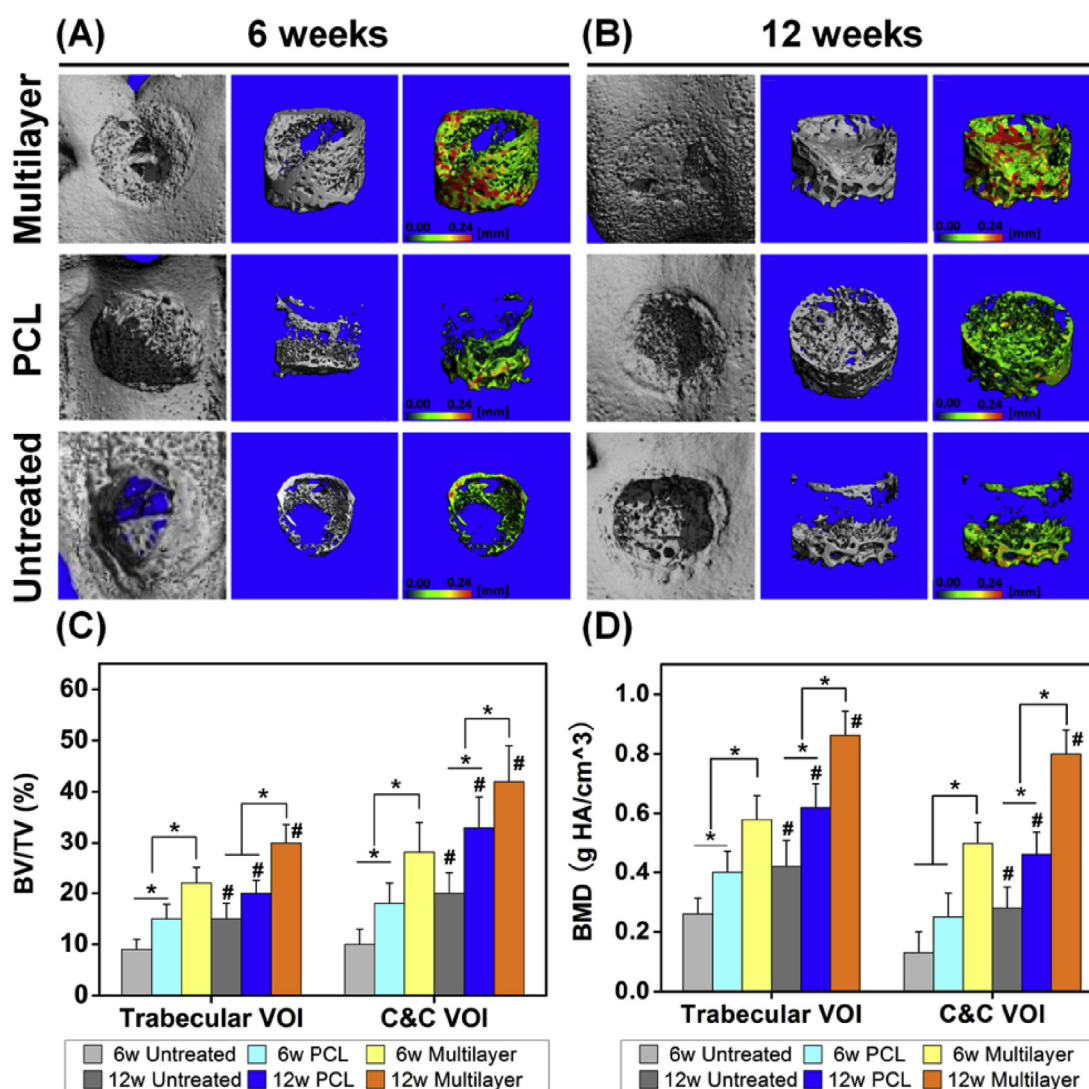 (A) 6 weeks (B) 12 weeks
Multilayer
0.00 0.24 [mm] 0.00 0.24 [mm]
PCL
0.00 0.24 [mm] 0.00 0.24 [mm]
Untreated
0.00 0.24 [mm] 0.00 0.24 [mm]
(C)
BV/TV (%)
60
50
40
30
20
10
0
* * # # * # * * # * # * #
Trabecular VOI C&C VOI
6w Untreated 6w PCL 6w Multilayer
12w Untreated 12w PCL 12w Multilayer
(D)
BMD (g HA/cm^3)
1.0
0.8
0.6
0.4
0.2
0.0
* * # * # * # * # * # * #
Trabecular VOI C&C VOI
6w Untreated 6w PCL 6w Multilayer
12w Untreated 12w PCL 12w Multilayer